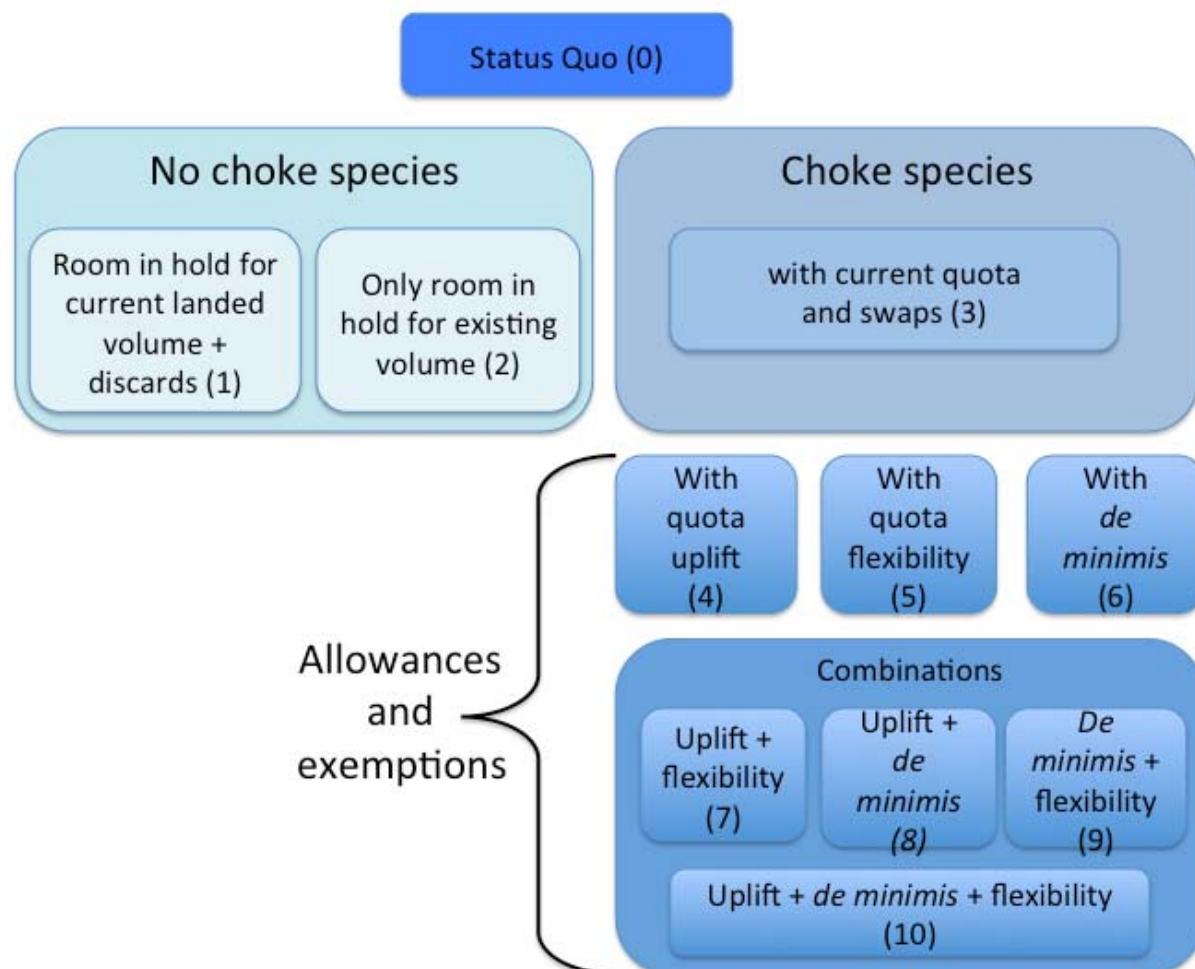 Status Quo (0)
No choke species
Room in hold for
current landed
volume +
discards (1)
Only room in
hold for existing
volume (2)
Choke species
with current quota
and swaps (3)
Allowances
and
exemptions
With
quota
uplift
(4)
With
quota
flexibility
(5)
With
de
minimis
(6)
Combinations
Uplift +
flexibility
(7)
Uplift +
de
minimis
(8)
De
minimis +
flexibility
(9)
Uplift + de minimis + flexibility
(10)